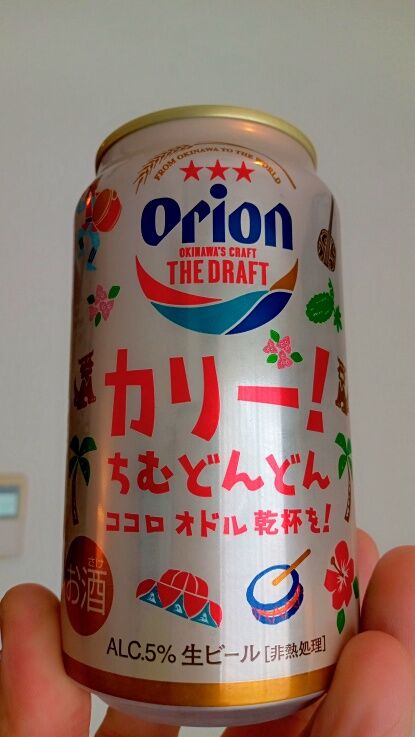 FROM OKINAWA TO THE WORLD
Orion
OKINAWA'S CRAFT
THE DRAFT
カリー!
ちむどんどん
ココロ オドル 乾杯を!
さけ
お酒
ALC.5% 生ビール [非熱処理]